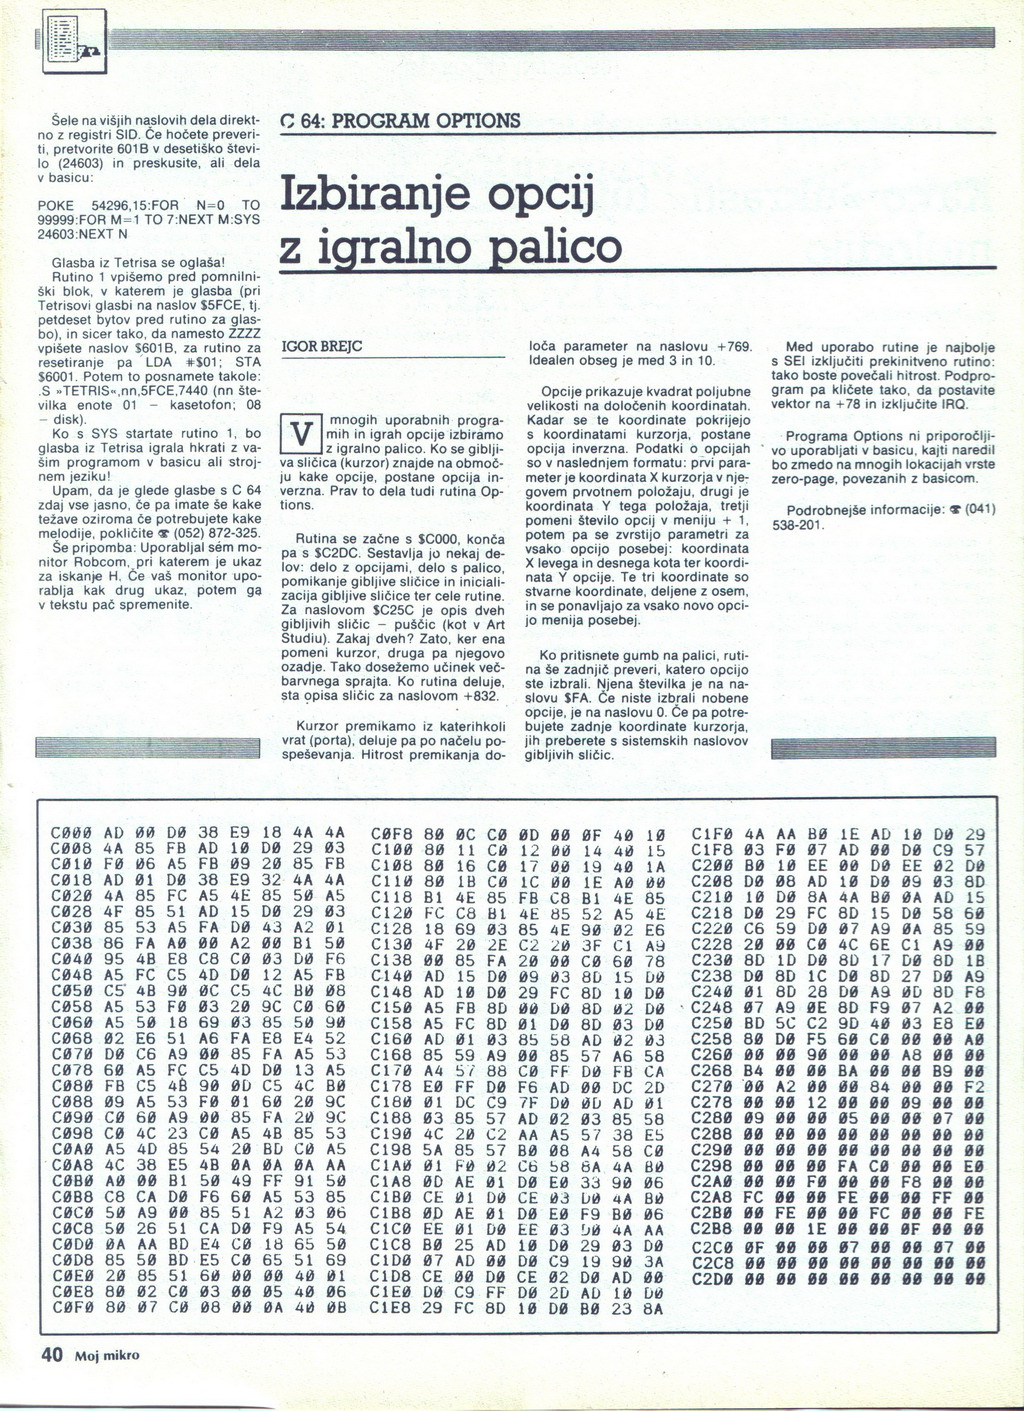 Šele na višjih naslovih dela direkt-
no z registri SID. Če hočete preveri-
ti, pretvorite 601B v desetiško štev-
lo (24603) in preskusite, ali dela
v basicu:
POKE 54296,15:FOR N=0 TO
99999:FOR M=1 TO 7:NEXT M:SYS
24603:NEXT N
Glasba iz Tetrisa se oglaša!
Rutino 1 vpišemo pred pomnilni-
ški blok, v katerem je glasba (pri
Tetrisovi glasbi na naslov $5FCE, tj.
petdeset bytov pred rutino za glas-
bo), in sicer tako, da namesto ZZZZ
vpišete naslov $601B, za rutino za
resetiranje pa LDA #$01; STA
$6001. Potem to posnamete takole:
.S »TETRIS«,nn,5FCE,7440 (nn šte-
vilka enote 01 – kasetofon; 08
– disk).
Ko s SYS startate rutino 1, bo
glasba iz Tetrisa igrala hkrati z va-
šim programom v basicu ali stroj-
nem jeziku!
Upam, da je glede glasbe s C 64
zdaj vse jasno, če pa imate še kake
težave oziroma če potrebujete kake
melodije, pokličite ☎ (052) 872-325.
Še pripomba: Uporabljal sem mo-
nitor Robcom, pri katerem je ukaz
za iskanje H, Če vaš monitor upo-
rablja kak drug ukaz, potem ga
v tekstu pač spremenite.
C 64: PROGRAM OPTIONS
Izbiranje opcij
z igralno palico
IGOR BREJC
V mnogih uporabnih progra-
mih in igrah opcije izbiramo
z igralno palico. Ko se giblji-
va sličica (kurzor) znajde na območ-
ju kake opcije, postane opcija in-
verzna. Prav to dela tudi rutina Op-
tions.
Rutina se začne s $C000, konča
pa s $C2DC. Sestavlja jo nekaj de-
lov: delo z opcijami, delo s palico,
pomikanje gibljive sličice in iniciali-
zacija gibljive sličice ter cele rutine.
Za naslovom $C25C je opis dveh
gibljivih sličic – puščic (kot v Art
Studiu). Zakaj dveh? Zato, ker ena
pomeni kurzor, druga pa njegovo
ozadje. Tako dosežemo učinek več-
barvnega sprajta. Ko rutina deluje,
sta opisa sličic za naslovom +832.
Kurzor premikamo iz katerihkoli
vrat (porta), deluje pa po načelu po-
speševanja. Hitrost premikanja do-
loča parameter na naslovu +769.
Idealen obseg je med 3 in 10.
Opcije prikazuje kvadrat poljubne
velikosti na določenih koordinatah.
Kadar se te koordinate pokrijejo
s koordinatami kurzorja, postane
opcija inverzna. Podatki o opcijah
so v naslednjem formatu: prvi para-
meter je koordinata X kurzorja v nje-
govem prvotnem položaju, drugi je
koordinata Y tega položaja, tretji
pomeni število opcij v meniju + 1,
potem pa se zvrstijo parametri za
vsako opcijo posebej: koordinata
X levega in desnega kota ter koordi-
nata Y opcije. Te tri koordinate so
stvarne koordinate, deljene z osem,
in se ponavljajo za vsako novo opci-
jo menija posebej.
Ko pritisnete gumb na palici, ruti-
na še zadnjič preveri, katero opcijo
ste izbrali. Njena številka je na na-
slovu $FA. Če niste izbrali nobene
opcije, je na naslovu 0. Če pa potre-
bujete zadnje koordinate kurzorja,
jih preberete s sistemskih naslovov
gibljivih sličic.
Med uporabo rutine je najbolje
s SEI izključiti prekinitveno rutino:
tako boste povečali hitrost. Podpro-
gram pa kličete tako, da postavite
vektor na +78 in izključite IRQ.
Programa Options ni priporočlji-
vo uporabljati v basicu, kajti naredil
bo zmedo na mnogih lokacijah vrste
zero-page, povezanih z basicom.
Podrobnejše informacije: ☎ (041)
538-201.
C000 AD 00 D0 38 E9 18 4A 4A
C008 4A 85 FB AD 10 D0 29 03
C010 F0 06 A5 FB 09 20 85 FB
C018 AD 01 D0 38 E9 32 4A 4A
C020 4A 85 FC A5 4E 85 50 A5
C028 4F 85 51 AD 15 D0 29 03
C030 85 53 A5 FA D0 43 A2 01
C038 86 FA A0 00 A2 00 B1 50
C040 95 4B E8 C8 C0 03 D0 F6
C048 A5 FC C5 4D D0 12 A5 FB
C050 C5 4B 90 0C C5 4C B0 08
C058 A5 53 F0 03 20 9C C0 60
C060 A5 50 18 69 03 85 50 90
C068 02 E6 51 A6 FA E8 E4 52
C070 D0 C6 A9 00 85 FA A5 53
C078 60 A5 FC C5 4D D0 13 A5
C080 FB C5 4B 90 0D C5 4C B0
C088 09 A5 53 F0 01 60 20 9C
C090 C0 60 A9 00 85 FA 20 9C
C098 C0 4C 23 C0 A5 4B 85 53
C0A0 A5 4D 85 54 20 BD C0 A5
C0A8 4C 38 E5 4B 0A 0A 0A AA
C0B0 A0 00 B1 50 49 FF 91 50
C0B8 C8 CA D0 F6 60 A5 53 85
C0C0 50 A9 00 85 51 A2 03 06
C0C8 50 26 51 CA D0 F9 A5 54
C0D0 0A AA BD E4 C0 18 65 50
C0D8 85 50 BD E5 C0 65 51 69
C0E0 20 85 51 60 00 00 40 01
C0E8 80 02 C0 03 00 05 40 06
C0F0 80 07 C0 08 00 0A 40 0B
C0F8 80 0C C0 0D 00 0F 40 10
C100 80 11 C0 12 00 14 40 15
C108 80 16 C0 17 00 19 40 1A
C110 80 1B C0 1C 00 1E A0 00
C118 B1 4E 85 FB C8 B1 4E 85
C120 FC C8 B1 4E 85 52 A5 4E
C128 18 69 03 85 4E 90 02 E6
C130 4F 20 2E C2 20 3F C1 A9
C138 00 85 FA 20 00 C0 60 78
C140 AD 15 D0 09 03 8D 15 D0
C148 AD 10 D0 29 FC 8D 10 D0
C150 A5 FB 8D 00 D0 8D 02 D0
C158 A5 FC 8D 01 D0 8D 03 D0
C160 AD 01 03 85 58 AD 02 03
C168 85 59 A9 00 85 57 A6 58
C170 A4 57 88 C0 FF D0 FB CA
C178 E0 FF D0 F6 AD 00 DC 2D
C180 01 DC C9 7F D0 0D AD 01
C188 03 85 57 AD 02 03 85 58
C190 4C 20 C2 AA A5 57 38 E5
C198 5A 85 57 B0 08 A4 58 C0
C1A0 01 F0 02 C6 58 8A 4A B0
C1A8 0D AE 01 D0 E0 33 90 06
C1B0 CE 01 D0 CE 03 D0 4A B0
C1B8 0D AE 01 D0 E0 F9 B0 06
C1C0 EE 01 D0 EE 03 D0 4A AA
C1C8 B0 25 AD 10 D0 29 03 D0
C1D0 07 AD 00 D0 C9 19 90 3A
C1D8 CE 00 D0 CE 02 D0 AD 00
C1E0 D0 C9 FF D0 2D AD 10 D0
C1E8 29 FC 8D 10 D0 B0 23 8A
C1F0 4A AA B0 1E AD 10 D0 29
C1F8 03 F0 07 AD 00 D0 C9 57
C200 B0 10 EE 00 D0 EE 02 D0
C208 D0 08 AD 10 D0 09 03 8D
C210 10 D0 8A 4A B0 0A AD 15
C218 D0 29 FC 8D 15 D0 58 60
C220 C6 59 D0 07 A9 0A 85 59
C228 20 00 C0 4C 6E C1 A9 00
C230 8D 1D D0 8D 17 D0 8D 1B
C238 D0 8D 1C D0 8D 27 D0 A9
C240 01 8D 28 D0 A9 0D 8D F8
C248 07 A9 0E 8D F9 07 A2 00
C250 BD 5C C2 9D 40 03 E8 E0
C258 80 D0 F5 60 C0 00 00 A0
C260 00 00 90 00 00 A8 00 00
C268 B4 00 00 BA 00 00 B9 00
C270 00 A2 00 00 84 00 00 F2
C278 00 00 12 00 00 09 00 00
C280 09 00 00 05 00 00 07 00
C288 00 00 00 00 00 00 00 00
C290 00 00 00 00 00 00 00 00
C298 00 00 00 FA C0 00 00 E0
C2A0 00 00 F0 00 00 F8 00 00
C2A8 FC 00 00 FE 00 00 FF 00
C2B0 00 FE 00 00 FC 00 00 FE
C2B8 00 00 1E 00 00 0F 00 00
C2C0 0F 00 00 07 00 00 07 00
C2C8 00 00 00 00 00 00 00 00
C2D0 00 00 00 00 00 00 00 00
40 Moj mikro